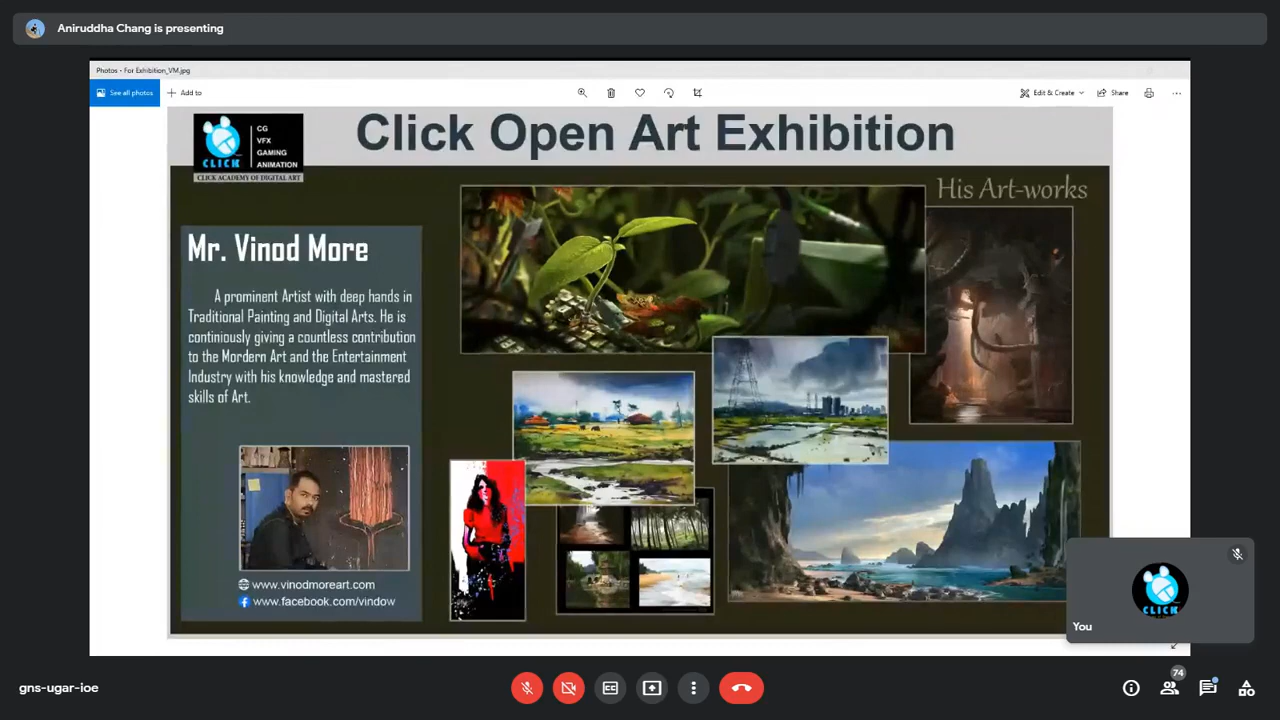 Aniruddha Chang is presenting
Photos - For Exhibition_VM.jpg
See all photos
Add to
Edit & Create
Share
CLICK
CG
VFX
GAMING
ANIMATION
CLICK ACADEMY OF DIGITAL ART
Click Open Art Exhibition
His Art-works
Mr. Vinod More
A prominent Artist with deep hands in
Traditional Painting and Digital Arts. He is
continiously giving a countless contribution
to the Mordern Art and the Entertainment
Industry with his knowledge and mastered
skills of Art.
www.vinodmoreart.com
www.facebook.com/vindow
CLICK
You
gns-ugar-ioe
CC
74